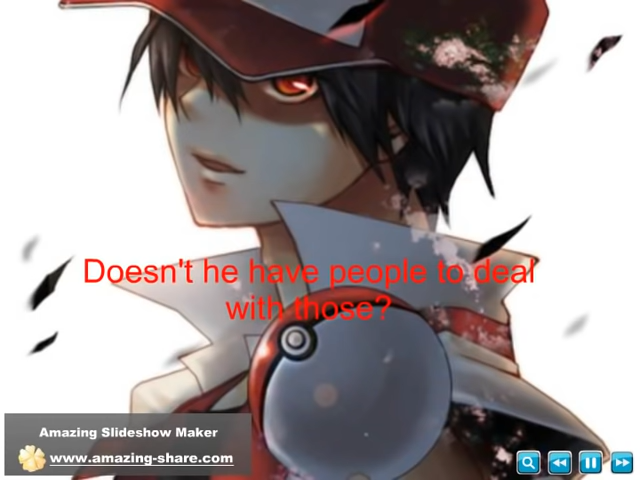 Doesn't he have people to deal
with those?
Amazing Slideshow Maker
www.amazing-share.com